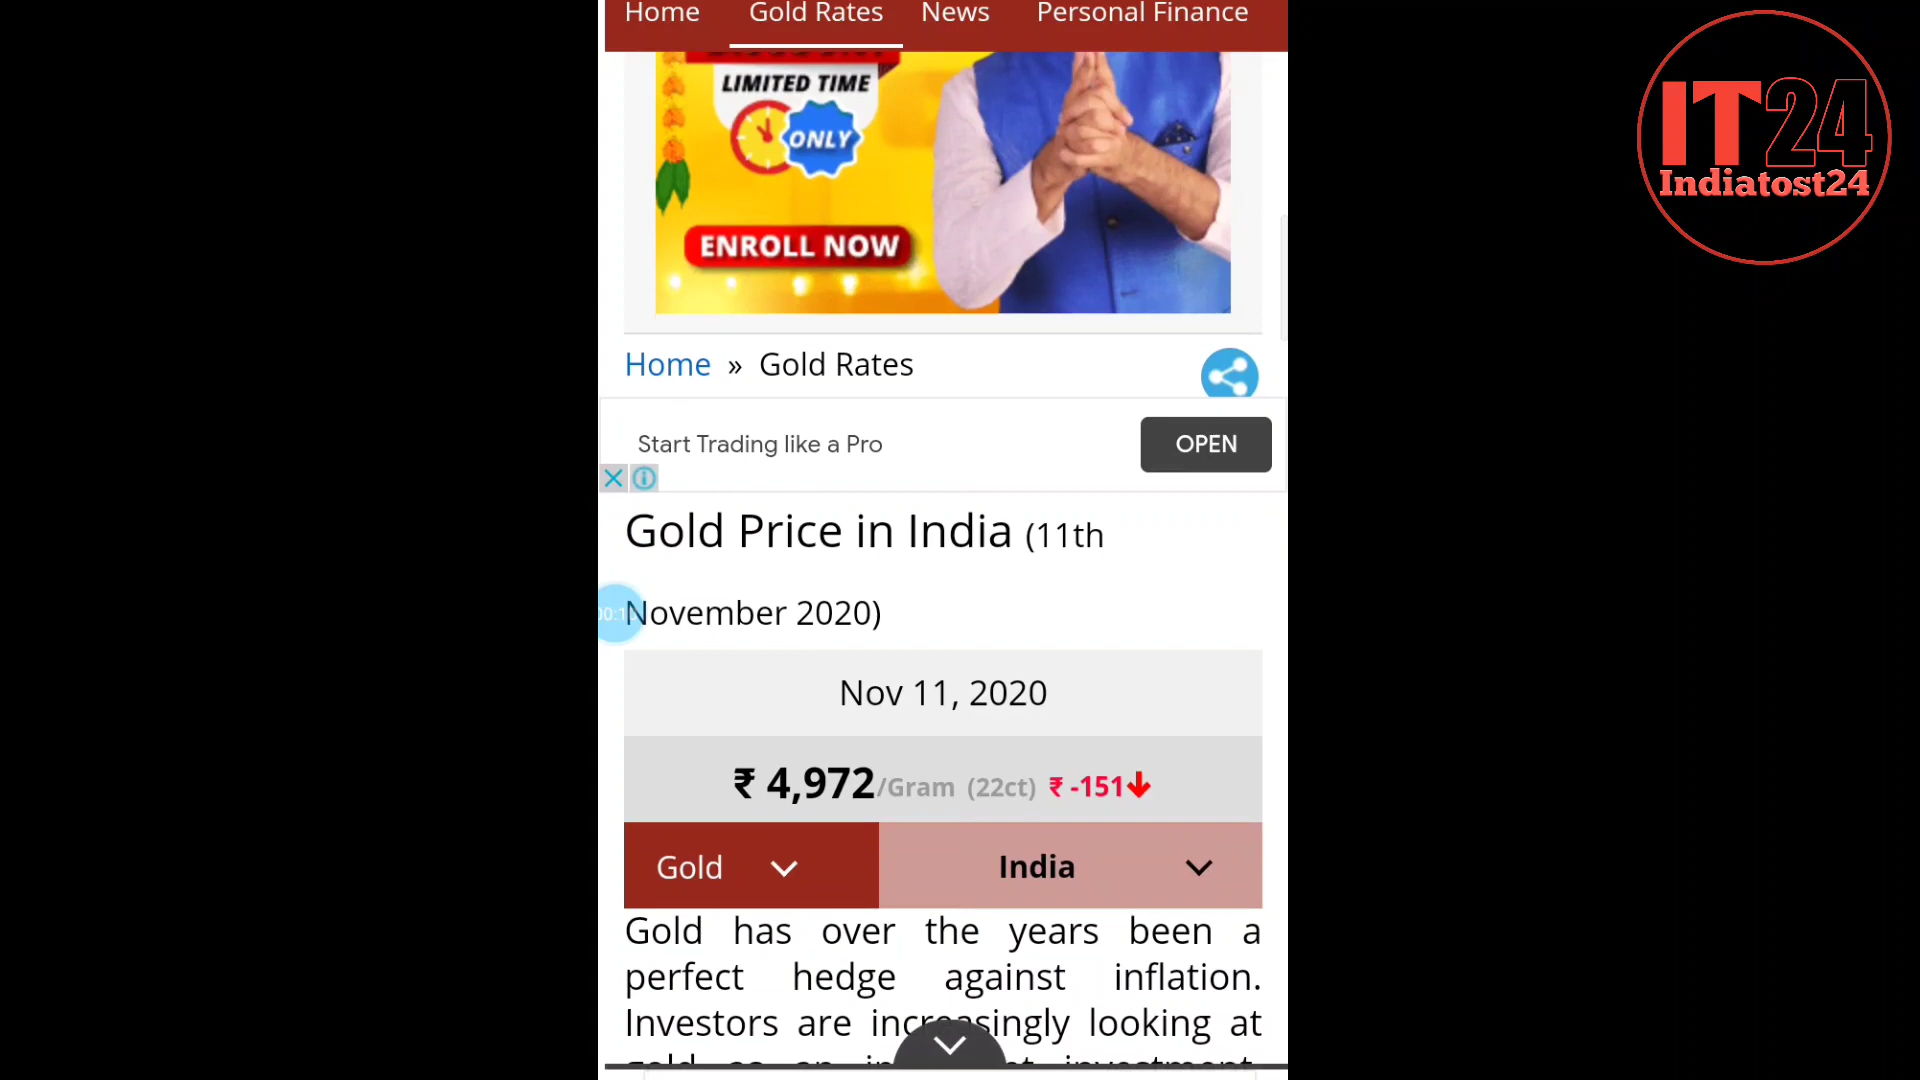 Home Gold Rates News Personal Finance
IT24
Indiatost24
LIMITED TIME
ONLY
ENROLL NOW
Home » Gold Rates
Start Trading like a Pro
OPEN
Gold Price in India (11th
November 2020)
Nov 11, 2020
₹ 4,972/Gram (22ct) ₹ -151
Gold
India
Gold has over the years been a
perfect hedge against inflation.
Investors are increasingly looking at